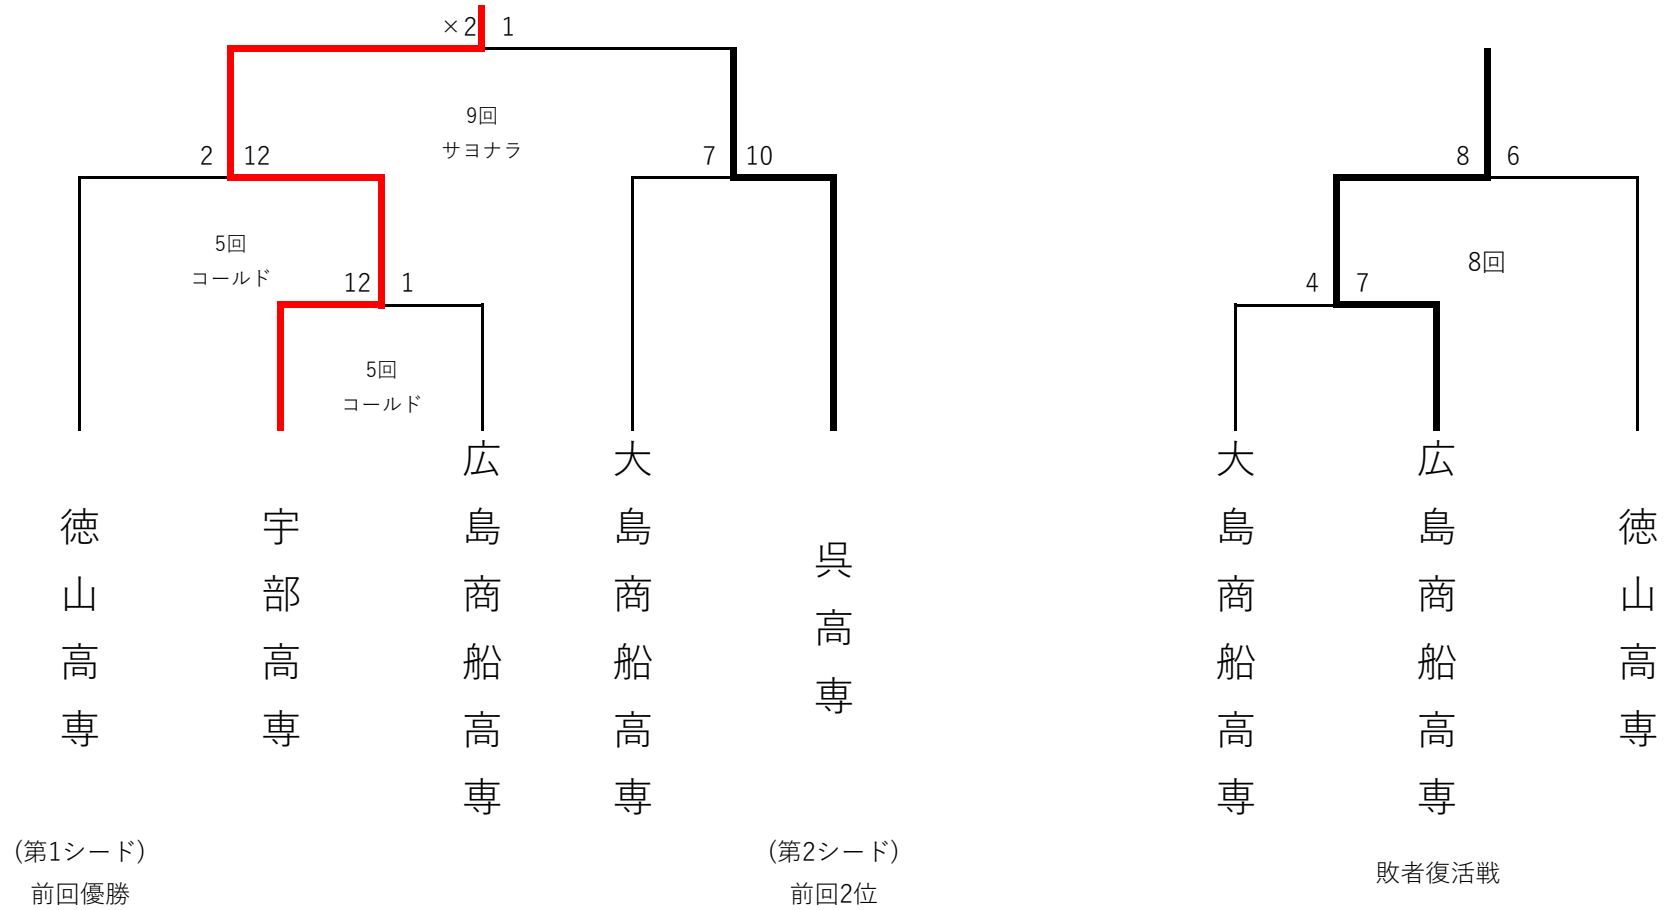 ×2 1
9回
サヨナラ
2 12
7 10
8 6
5回
コールド
8回
12 1
4 7
5回
コールド
徳山高専
宇部高専
広島商船高専
大島商船高専
呉高専
大島商船高専
広島商船高専
徳山高専
(第1シード)
前回優勝
(第2シード)
前回2位
敗者復活戦